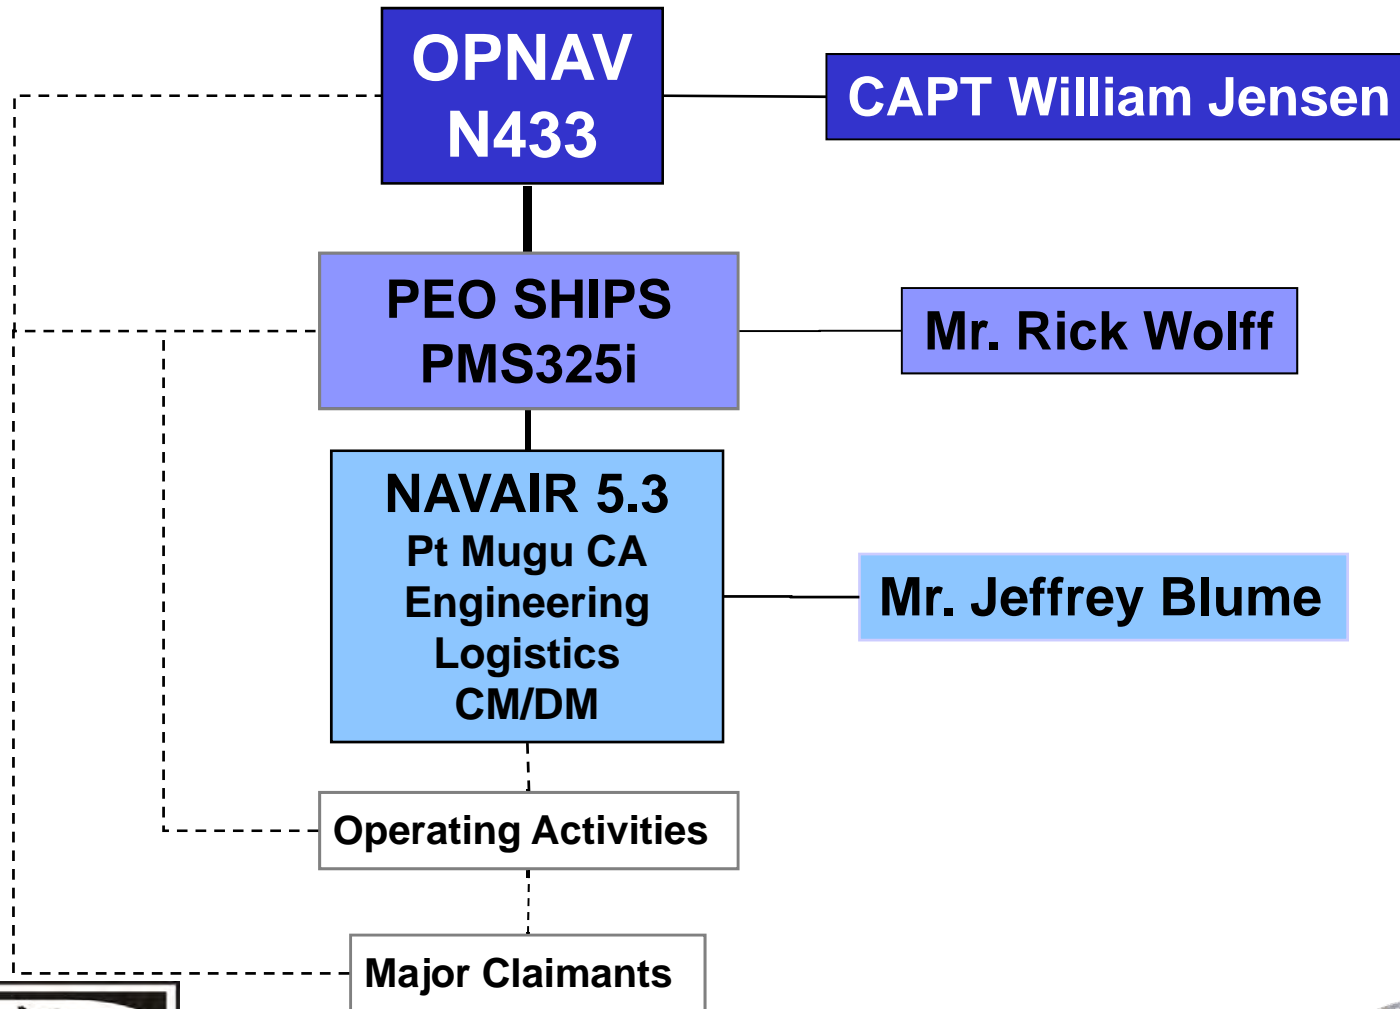 OPNAV
N433
CAPT William Jensen
PEO SHIPS
PMS325i
Mr. Rick Wolff
NAVAIR 5.3
Pt Mugu CA
Engineering
Logistics
CM/DM
Mr. Jeffrey Blume
Operating Activities
Major Claimants